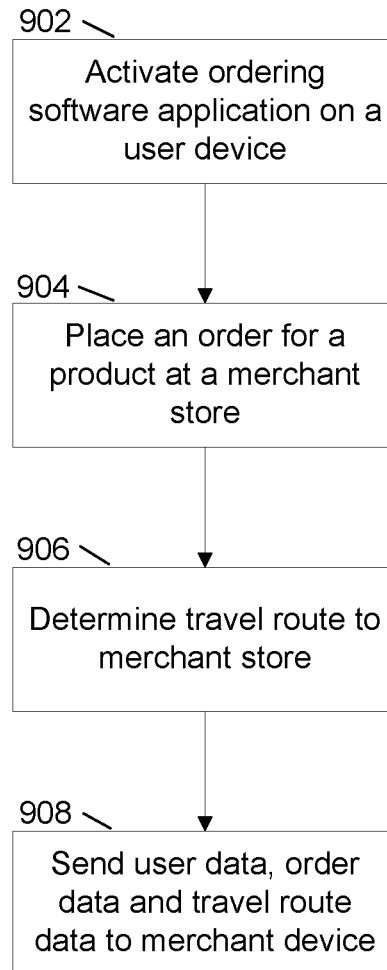 902
Activate ordering
software application on a
user device
904
Place an order for a
product at a merchant
store
906
Determine travel route to
merchant store
908
Send user data, order
data and travel route
data to merchant device